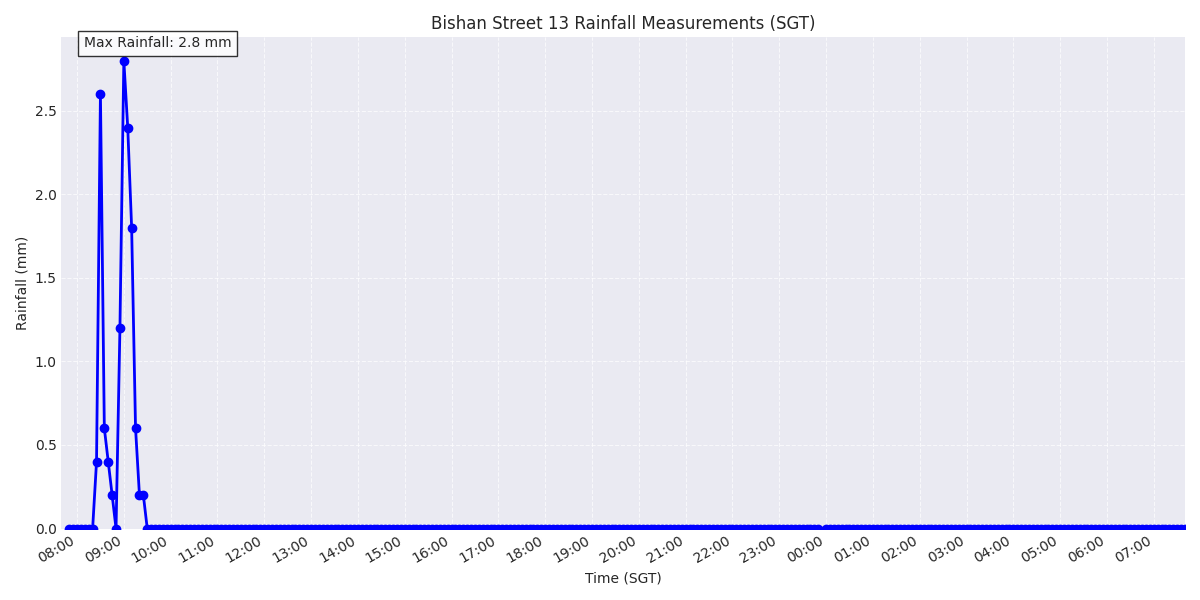 Bishan Street 13 Rainfall Measurements (SGT)
Max Rainfall: 2.8 mm
Rainfall (mm)
2.5
2.0
1.5
1.0
0.5
0.0
08:00 09:00 10:00 11:00 12:00 13:00 14:00 15:00 16:00 17:00 18:00 19:00 20:00 21:00 22:00 23:00 00:00 01:00 02:00 03:00 04:00 05:00 06:00 07:00
Time (SGT)